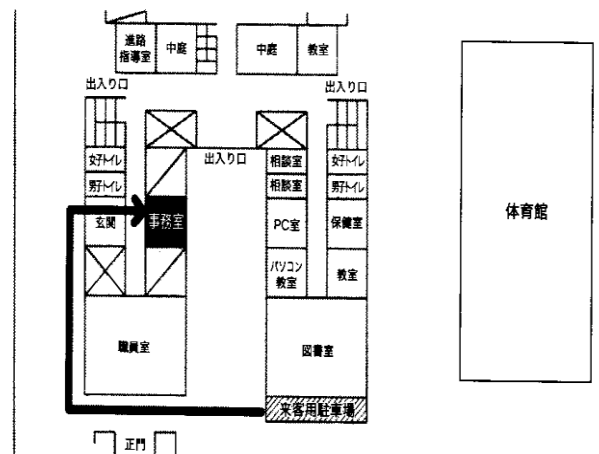 進路
指導室
中庭
中庭
教室
出入り口
出入り口
女子トイレ
出入り口
相談室
女子トイレ
男子トイレ
相談室
男子トイレ
玄関
事務室
PC室
保健室
体育館
パソコン
教室
教室
職員室
図書室
来客用駐車場
正門